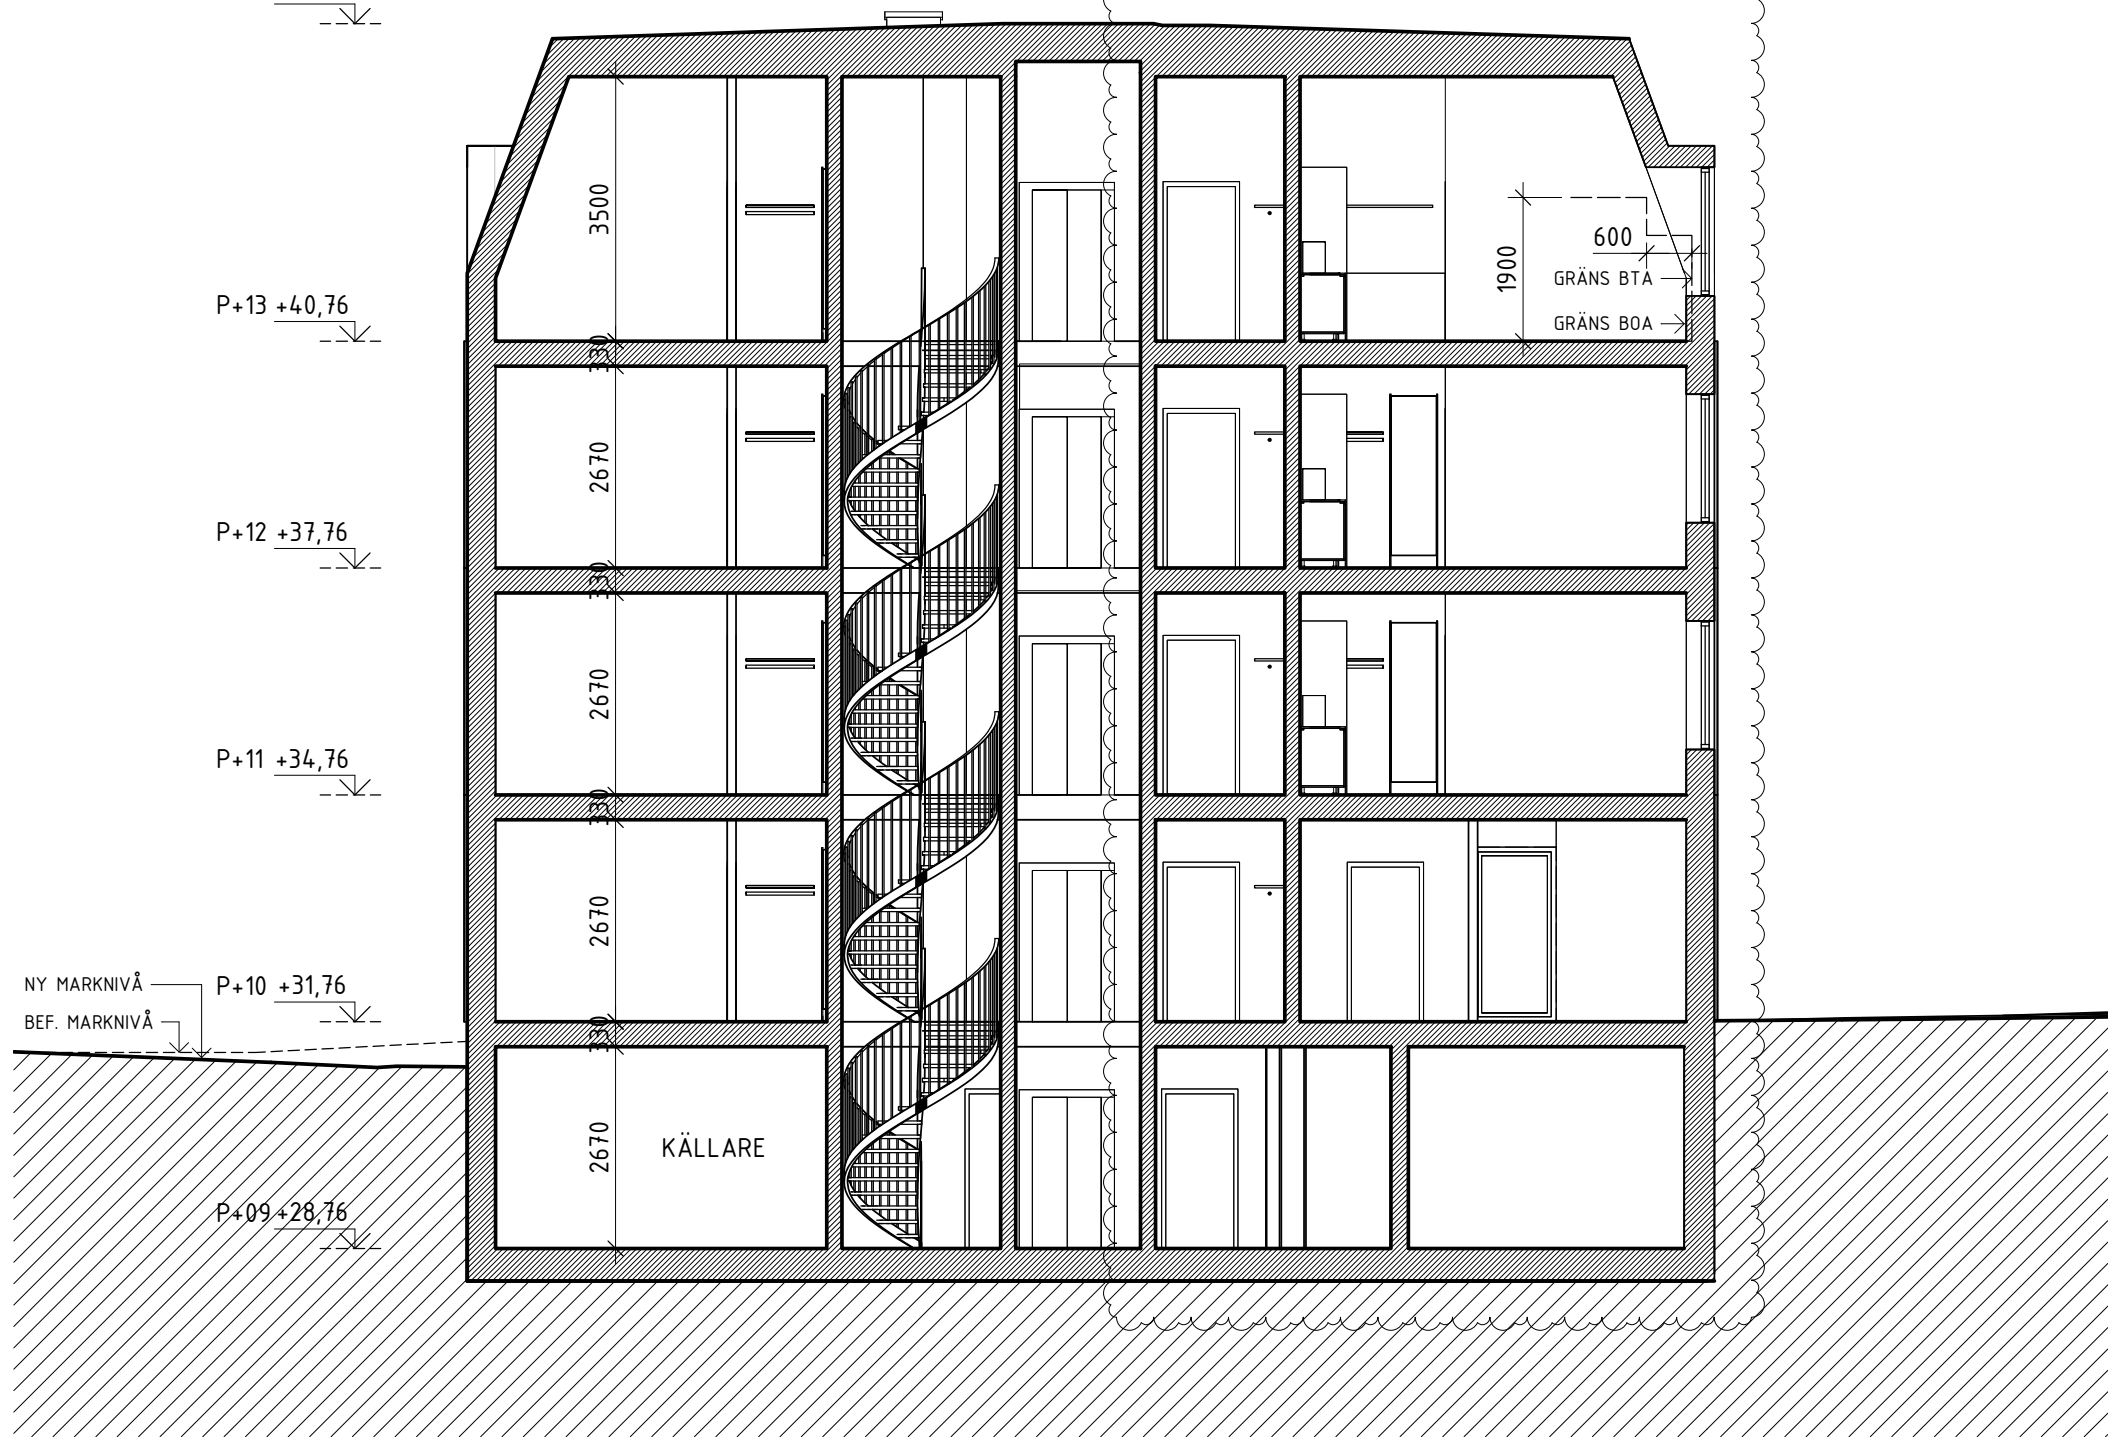 3500
1900
600
GRÄNS BTA
GRÄNS BOA
P+13 +40,76
330
2670
P+12 +37,76
330
2670
P+11 +34,76
330
2670
NY MARKNIVÅ
P+10 +31,76
BEF. MARKNIVÅ
330
2670
KÄLLARE
P+09 +28,76